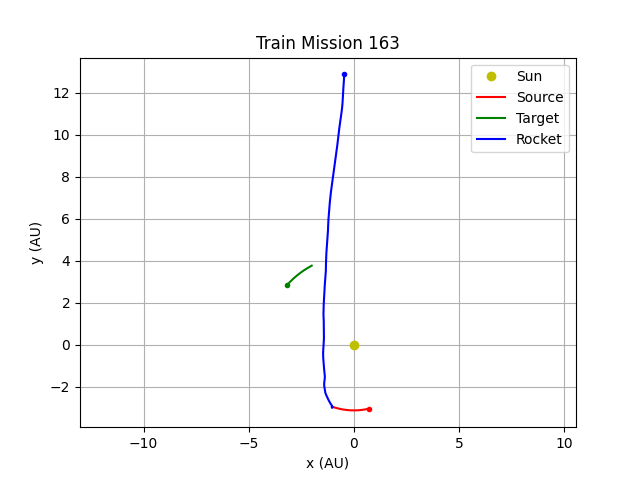 Train Mission 163
Sun
Source
Target
Rocket
12
10
8
6
4
2
0
−2
y (AU)
−10
−5
0
5
10
x (AU)